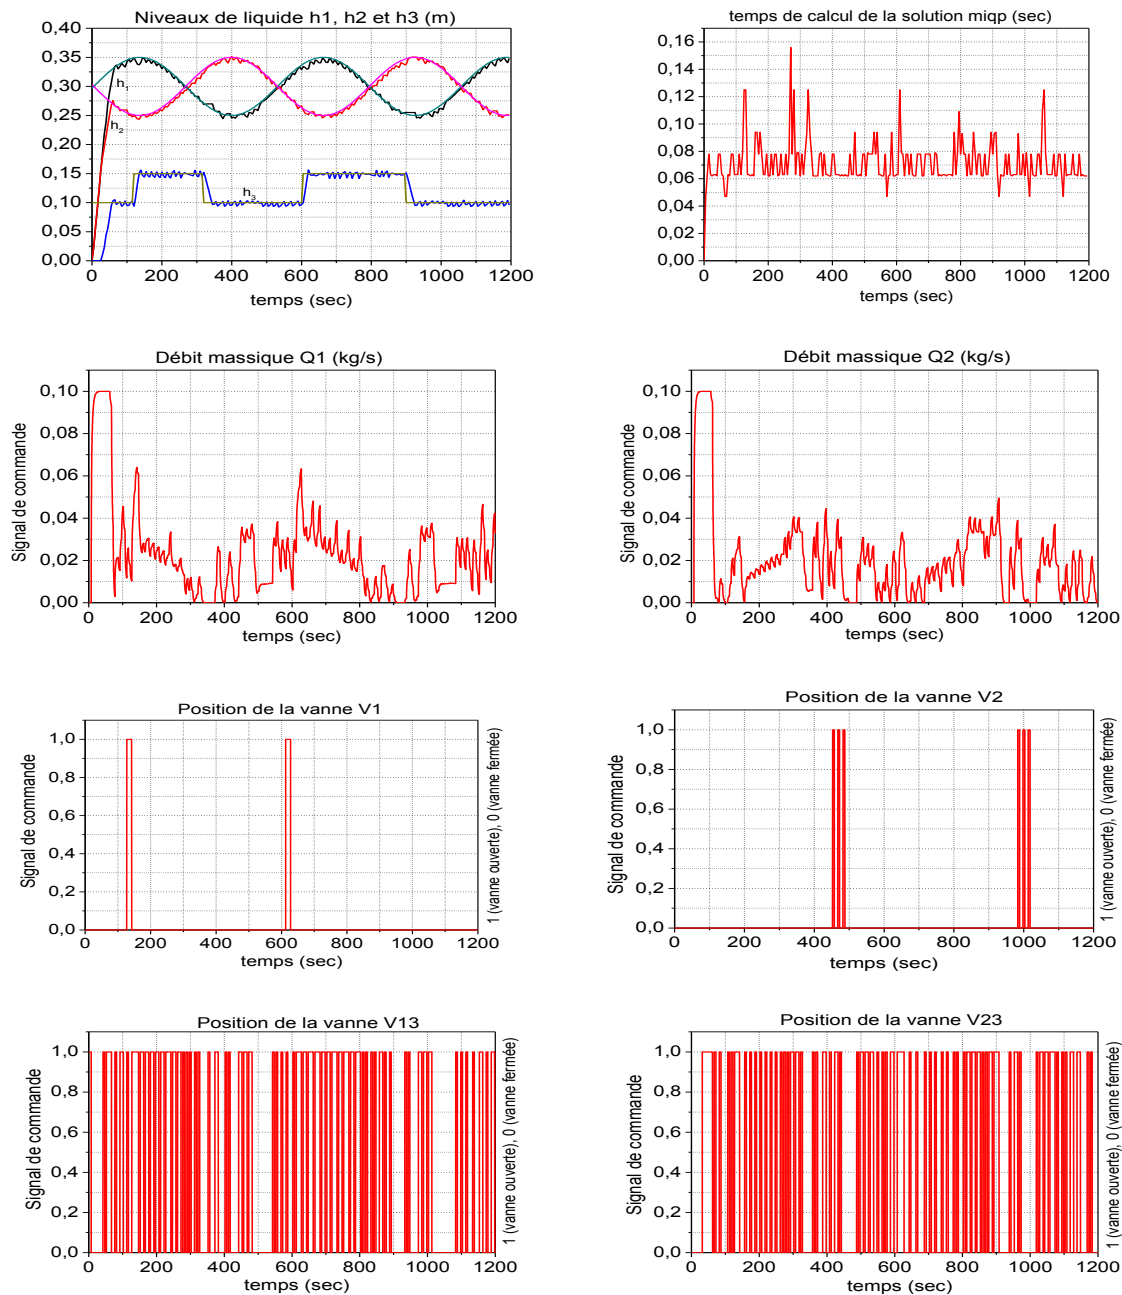 Niveaux de liquide h1, h2 et h3 (m)
0,40
0,35
0,30
0,25
0,20
0,15
0,10
0,05
0,00
h1
h2
h3
0 200 400 600 800 1000 1200
temps (sec)
temps de calcul de la solution miqp (sec)
0,16
0,14
0,12
0,10
0,08
0,06
0,04
0,02
0,00
0 200 400 600 800 1000 1200
temps (sec)
Débit massique Q1 (kg/s)
Signal de commande
0,10
0,08
0,06
0,04
0,02
0,00
0 200 400 600 800 1000 1200
temps (sec)
Débit massique Q2 (kg/s)
Signal de commande
0,10
0,08
0,06
0,04
0,02
0,00
0 200 400 600 800 1000 1200
temps (sec)
Position de la vanne V1
Signal de commande
1,0
0,8
0,6
0,4
0,2
0,0
0 200 400 600 800 1000 1200
temps (sec)
1 (vanne ouverte), 0 (vanne fermée)
Position de la vanne V2
Signal de commande
1,0
0,8
0,6
0,4
0,2
0,0
0 200 400 600 800 1000 1200
temps (sec)
1 (vanne ouverte), 0 (vanne fermée)
Position de la vanne V13
Signal de commande
1,0
0,8
0,6
0,4
0,2
0,0
0 200 400 600 800 1000 1200
temps (sec)
1 (vanne ouverte), 0 (vanne fermée)
Position de la vanne V23
Signal de commande
1,0
0,8
0,6
0,4
0,2
0,0
0 200 400 600 800 1000 1200
temps (sec)
1 (vanne ouverte), 0 (vanne fermée)